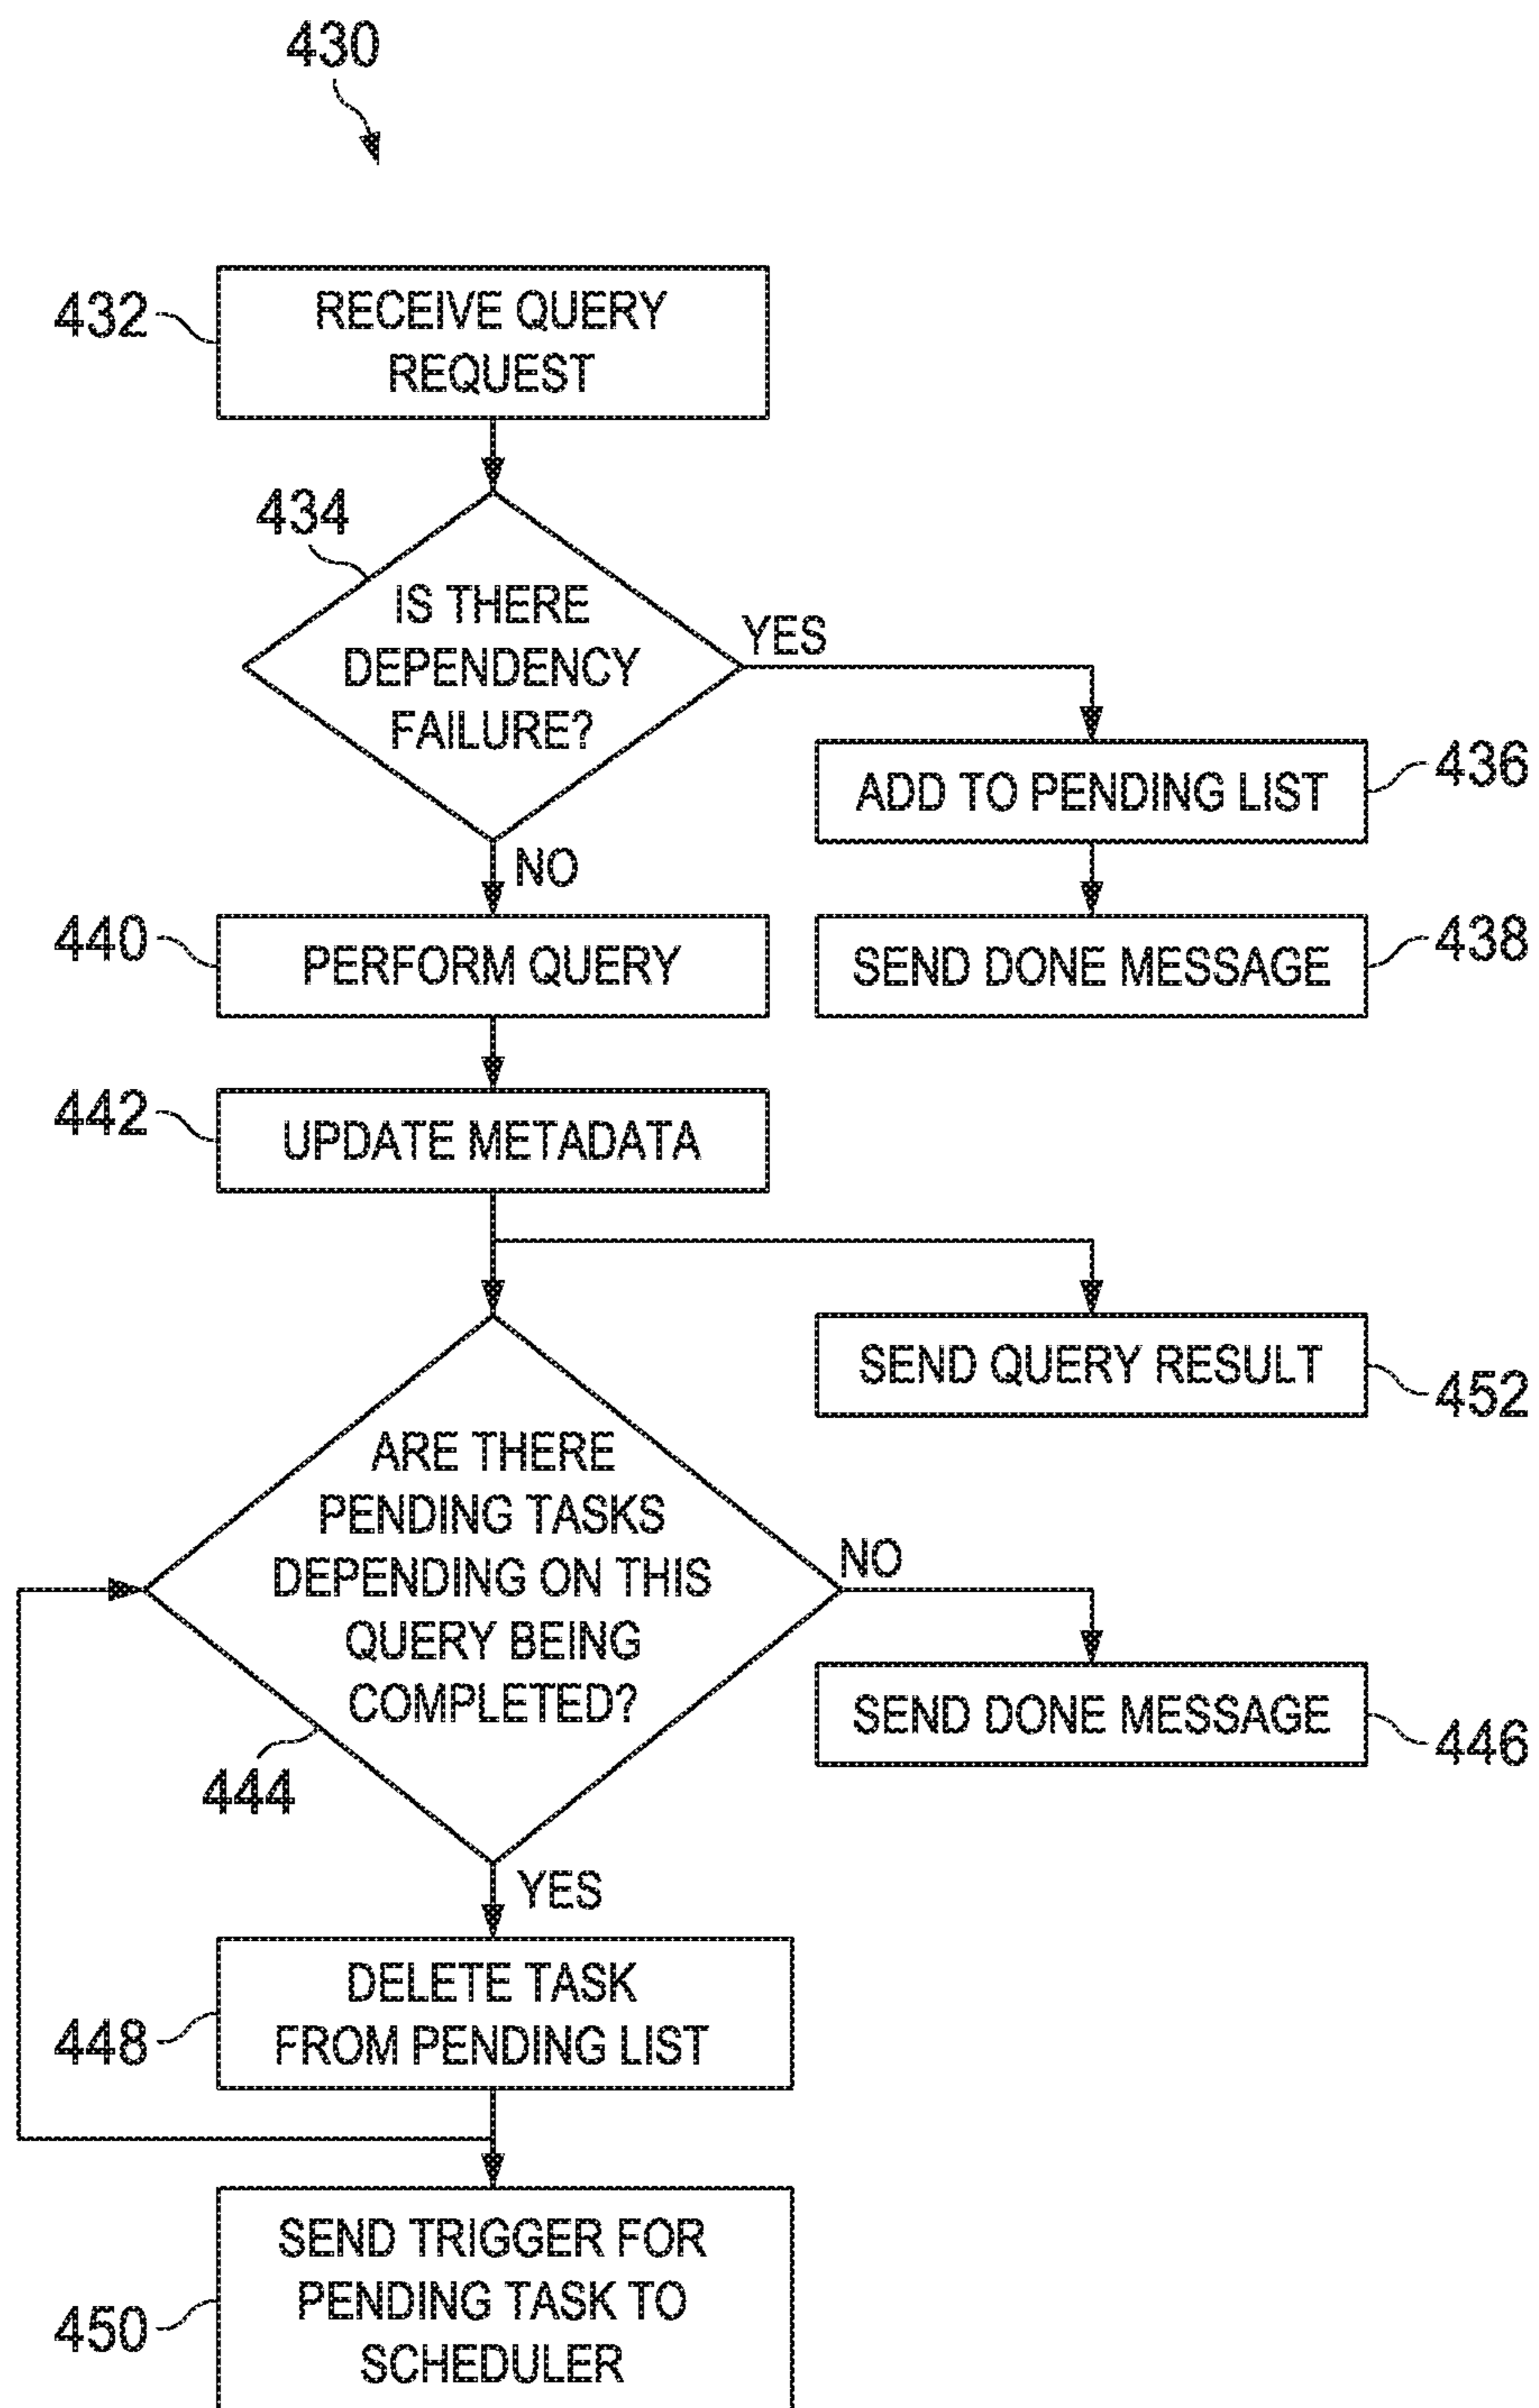 430
432
RECEIVE QUERY
REQUEST
434
IS THERE
DEPENDENCY
FAILURE?
YES
ADD TO PENDING LIST
436
NO
440
PERFORM QUERY
SEND DONE MESSAGE
438
442
UPDATE METADATA
SEND QUERY RESULT
452
ARE THERE
PENDING TASKS
DEPENDING ON THIS
QUERY BEING
COMPLETED?
444
NO
SEND DONE MESSAGE
446
YES
448
DELETE TASK
FROM PENDING LIST
450
SEND TRIGGER FOR
PENDING TASK TO
SCHEDULER